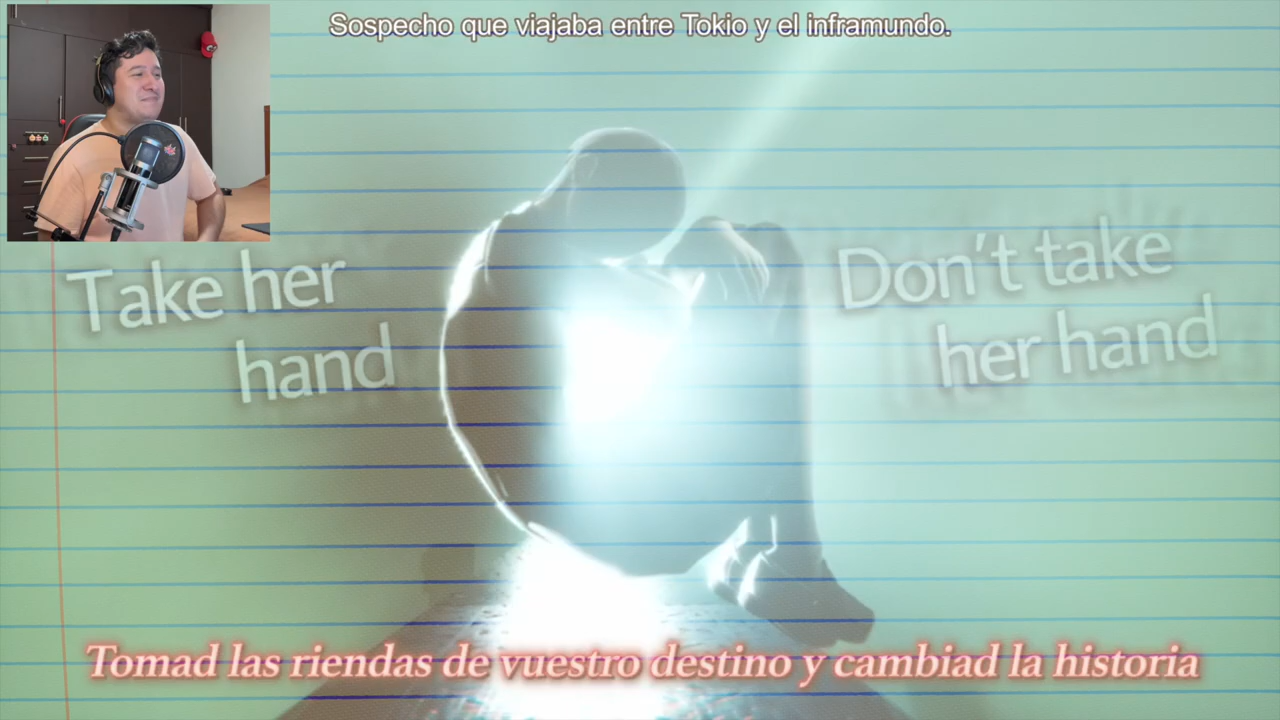 Sospecho que viajaba entre Tokio y el inframundo.
Take her
hand
Don't take
her hand
Tomad las riendas de vuestro destino y cambiad la historia